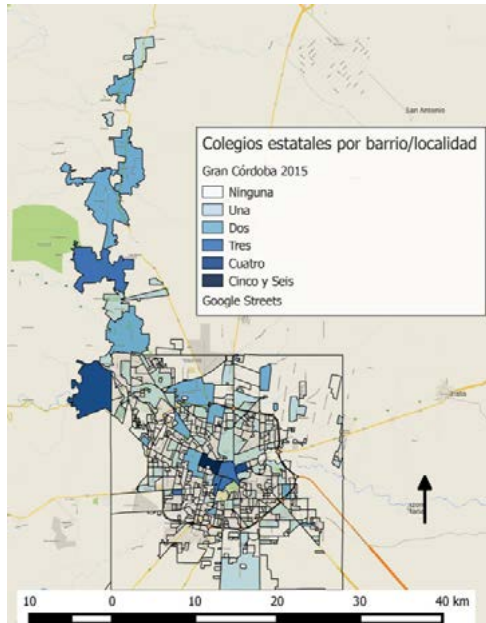 San Antonio
Colegios estatales por barrio/localidad
Gran Córdoba 2015
Ninguna
Una
Dos
Tres
Cuatro
Cinco y Seis
Google Streets
10 0 10 20 30 40 km